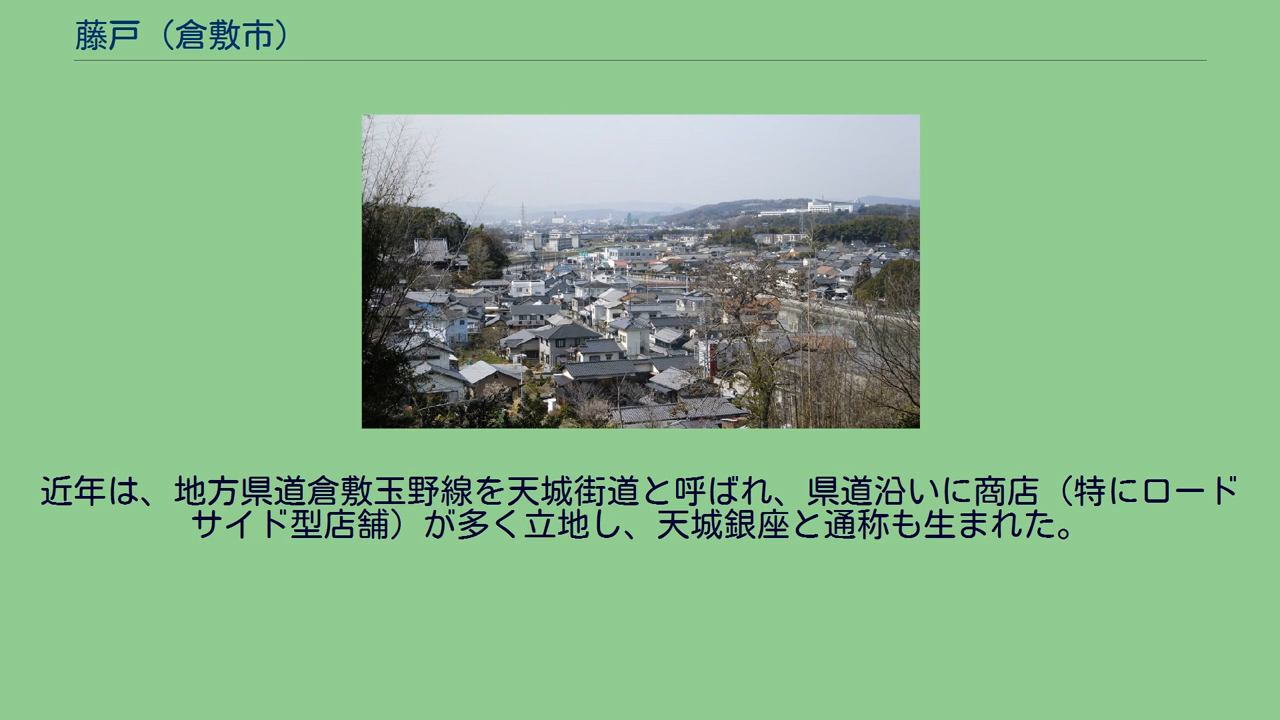 藤戸（倉敷市）
近年は、地方県道倉敷玉野線を天城街道と呼ばれ、県道沿いに商店（特にロード
サイド型店舗）が多く立地し、天城銀座と通称も生まれた。